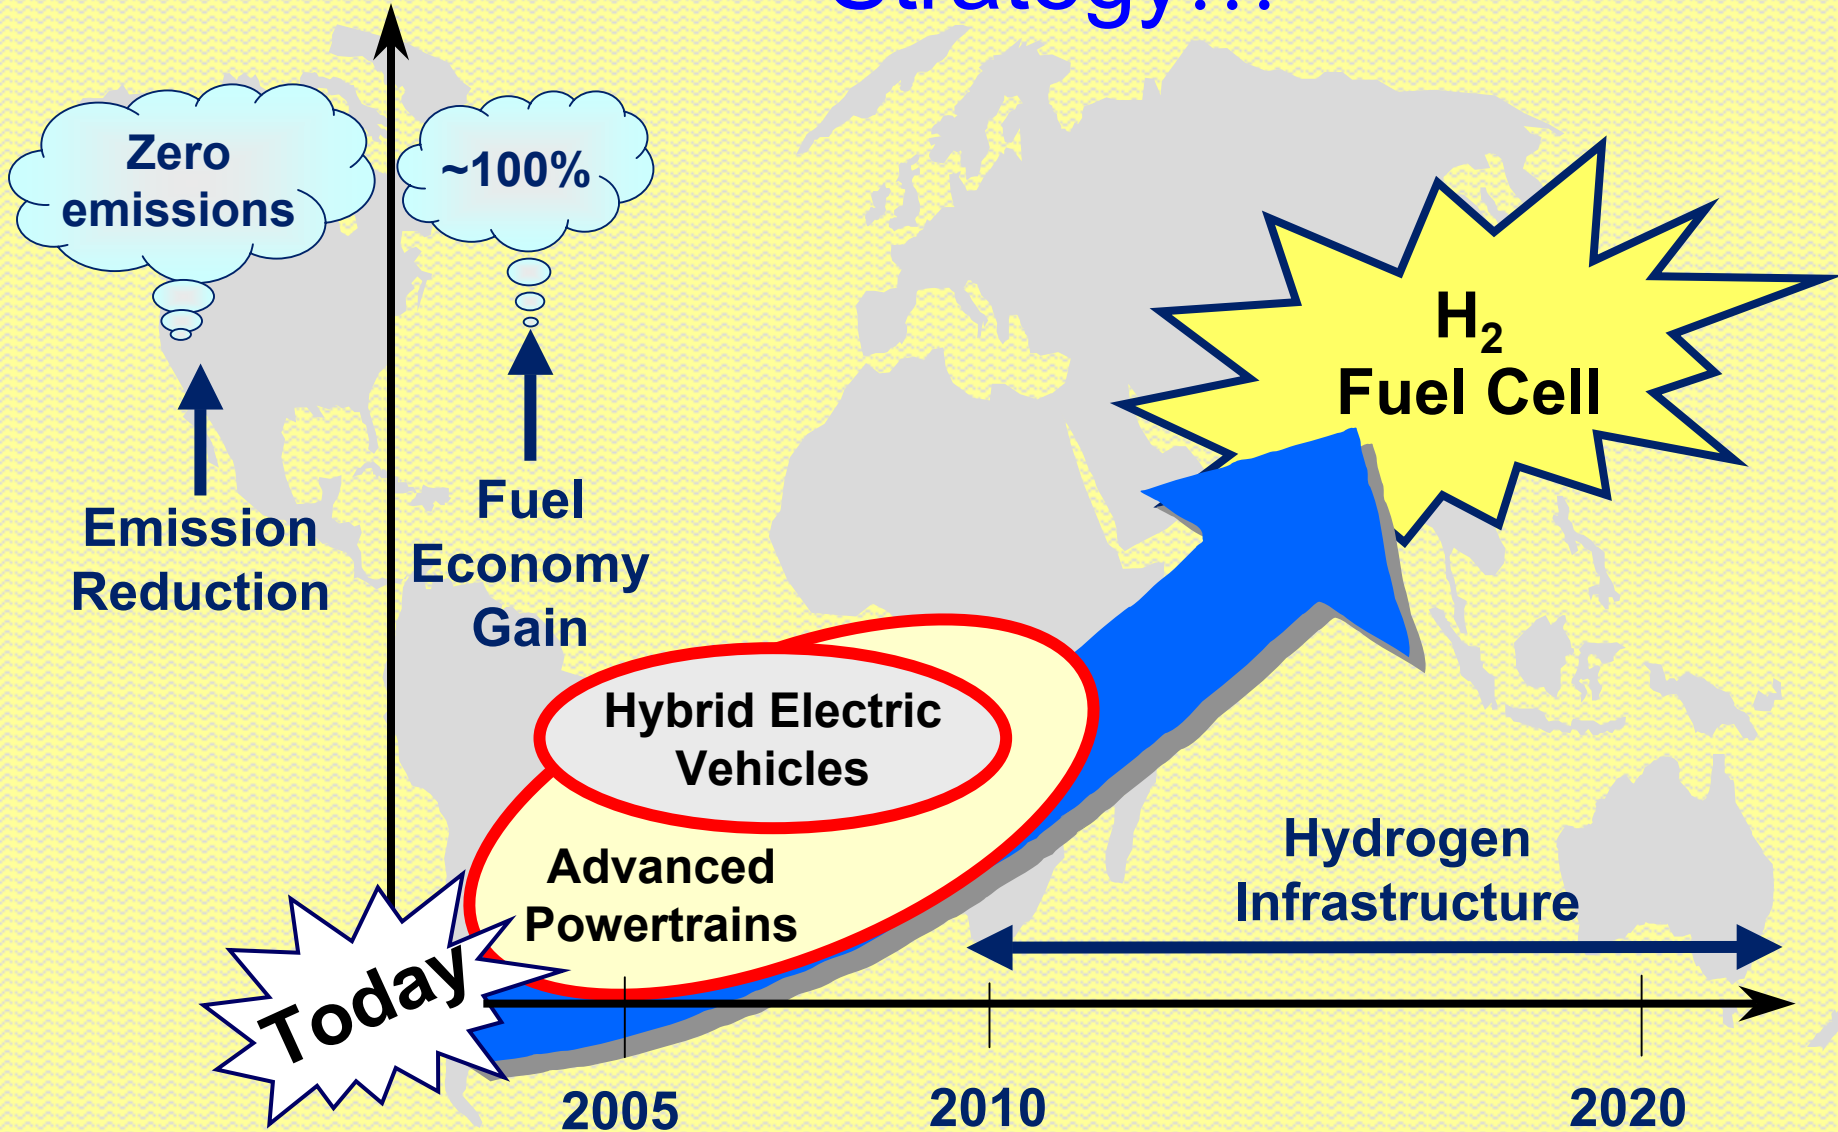 Strategy...
Zero
emissions
~100%
H₂
Fuel Cell
Emission
Reduction
Fuel
Economy
Gain
Hybrid Electric
Vehicles
Advanced
Powertrains
Hydrogen
Infrastructure
Today
2005
2010
2020